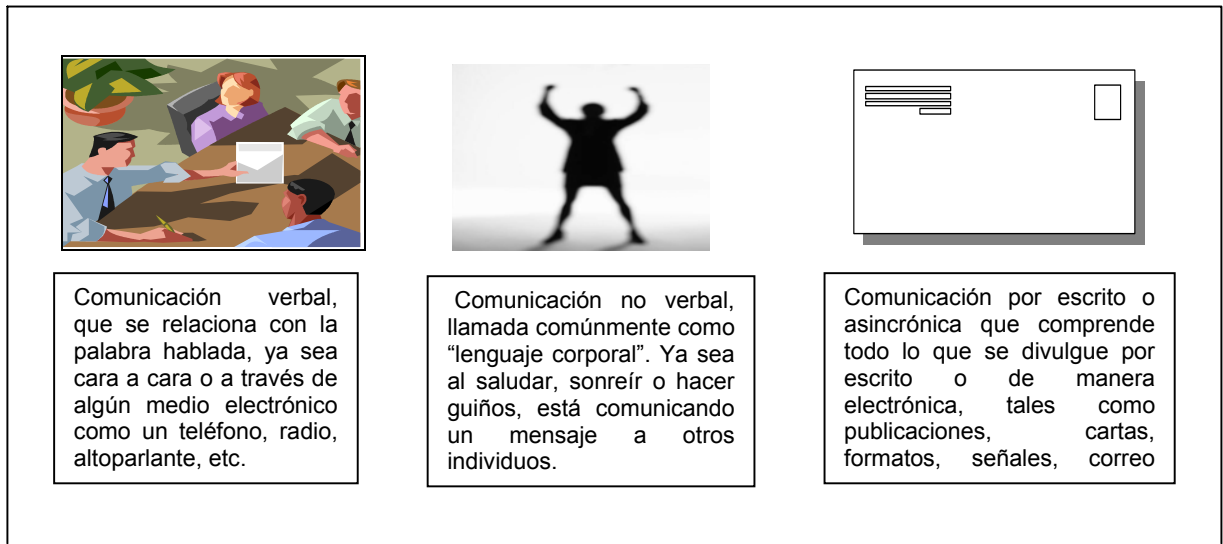 Comunicación verbal,
que se relaciona con la
palabra hablada, ya sea
cara a cara o a través de
algún medio electrónico
como un teléfono, radio,
altoparlante, etc.
Comunicación no verbal,
llamada comúnmente como
“lenguaje corporal”. Ya sea
al saludar, sonreír o hacer
guiños, está comunicando
un mensaje a otros
individuos.
Comunicación por escrito o
asincrónica que comprende
todo lo que se divulgue por
escrito o de manera
electrónica, tales como
publicaciones, cartas,
formatos, señales, correo